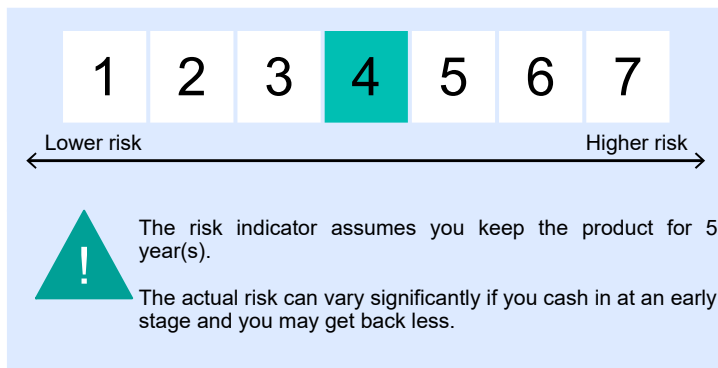 1 2 3 4 5 6 7
Lower risk Higher risk
!
The risk indicator assumes you keep the product for 5
year(s).
The actual risk can vary significantly if you cash in at an early
stage and you may get back less.